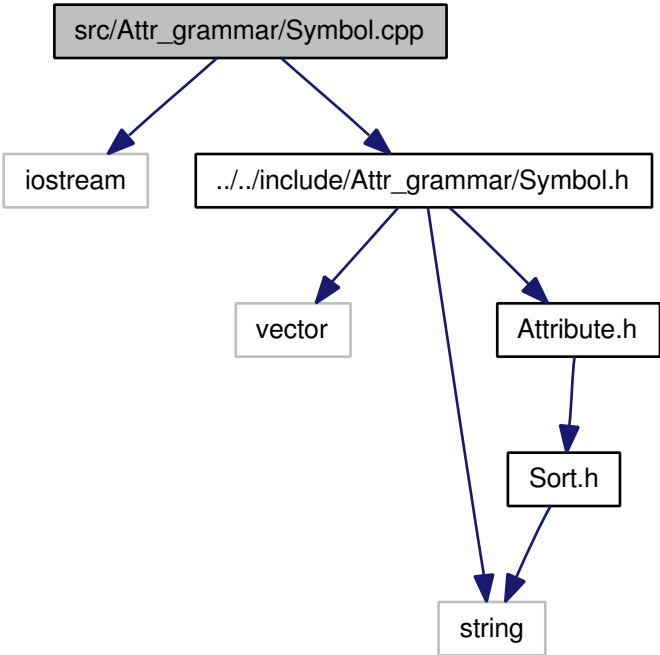 src/Attr_grammar/Symbol.cpp
iostream
../../include/Attr_grammar/Symbol.h
vector
Attribute.h
Sort.h
string